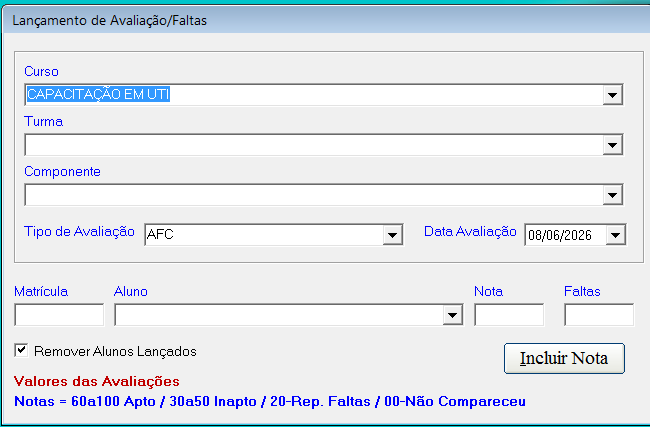 Lançamento de Avaliação/Faltas
Curso
CAPACITAÇÃO EM UTI
Turma
Componente
Tipo de Avaliação AFC Data Avaliação 08/06/2026
Matrícula Aluno Nota Faltas
Remover Alunos Lançados
Incluir Nota
Valores das Avaliações
Notas = 60a100 Apto / 30a50 Inapto / 20-Rep. Faltas / 00-Não Compareceu